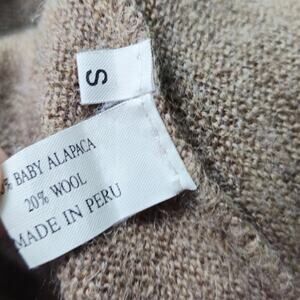 S
% BABY ALAPACA
20% WOOL
MADE IN PERU